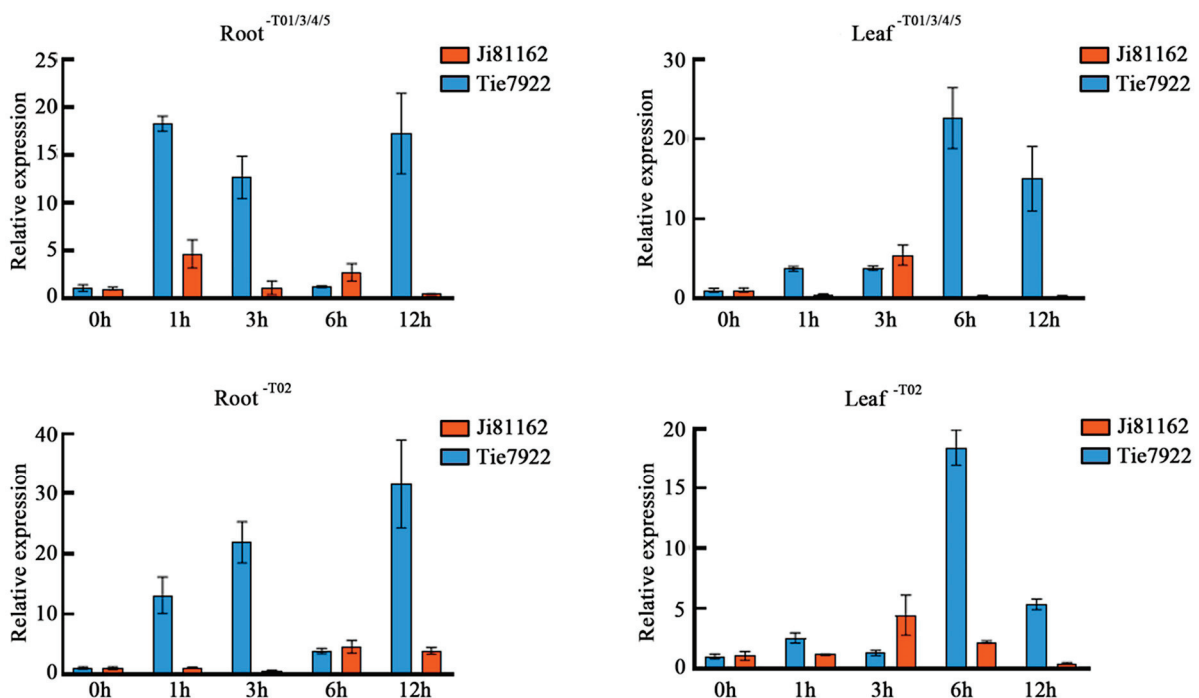 Root -T01/3/4/5
Ji81162
Tie7922
Relative expression
25
20
15
10
5
0
0h 1h 3h 6h 12h
Leaf -T01/3/4/5
Ji81162
Tie7922
Relative expression
30
20
10
0
0h 1h 3h 6h 12h
Root -T02
Ji81162
Tie7922
Relative expression
40
30
20
10
0
0h 1h 3h 6h 12h
Leaf -T02
Ji81162
Tie7922
Relative expression
20
15
10
5
0
0h 1h 3h 6h 12h